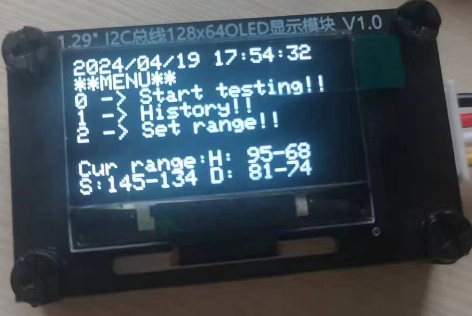 1.29" I2C总线128x64OLED显示模块 V1.0
2024/04/19 17:54:32
**MENU**
0 -> Start testing!!
1 -> History!!
2 -> Set range!!
Cur range:H: 95-68
S:145-134 D: 81-74